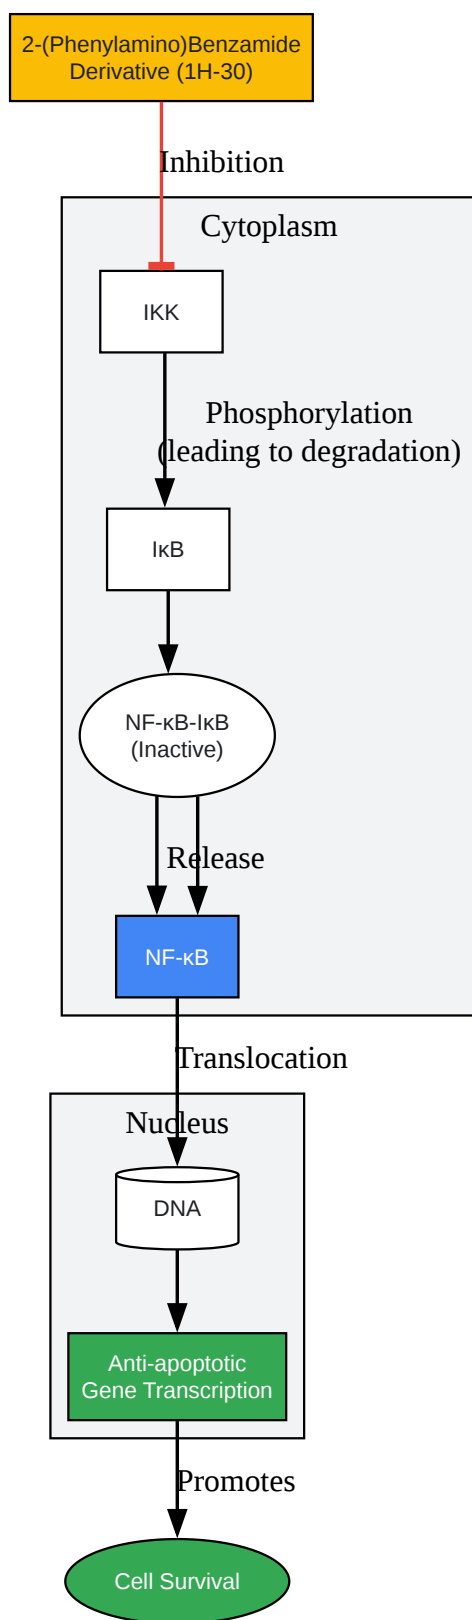 2-(Phenylamino)Benzamide
Derivative (1H-30)
Inhibition
Cytoplasm
IKK
Phosphorylation
(leading to degradation)
IκB
NF-κB-IκB
(Inactive)
Release
NF-κB
Translocation
Nucleus
DNA
Anti-apoptotic
Gene Transcription
Promotes
Cell Survival